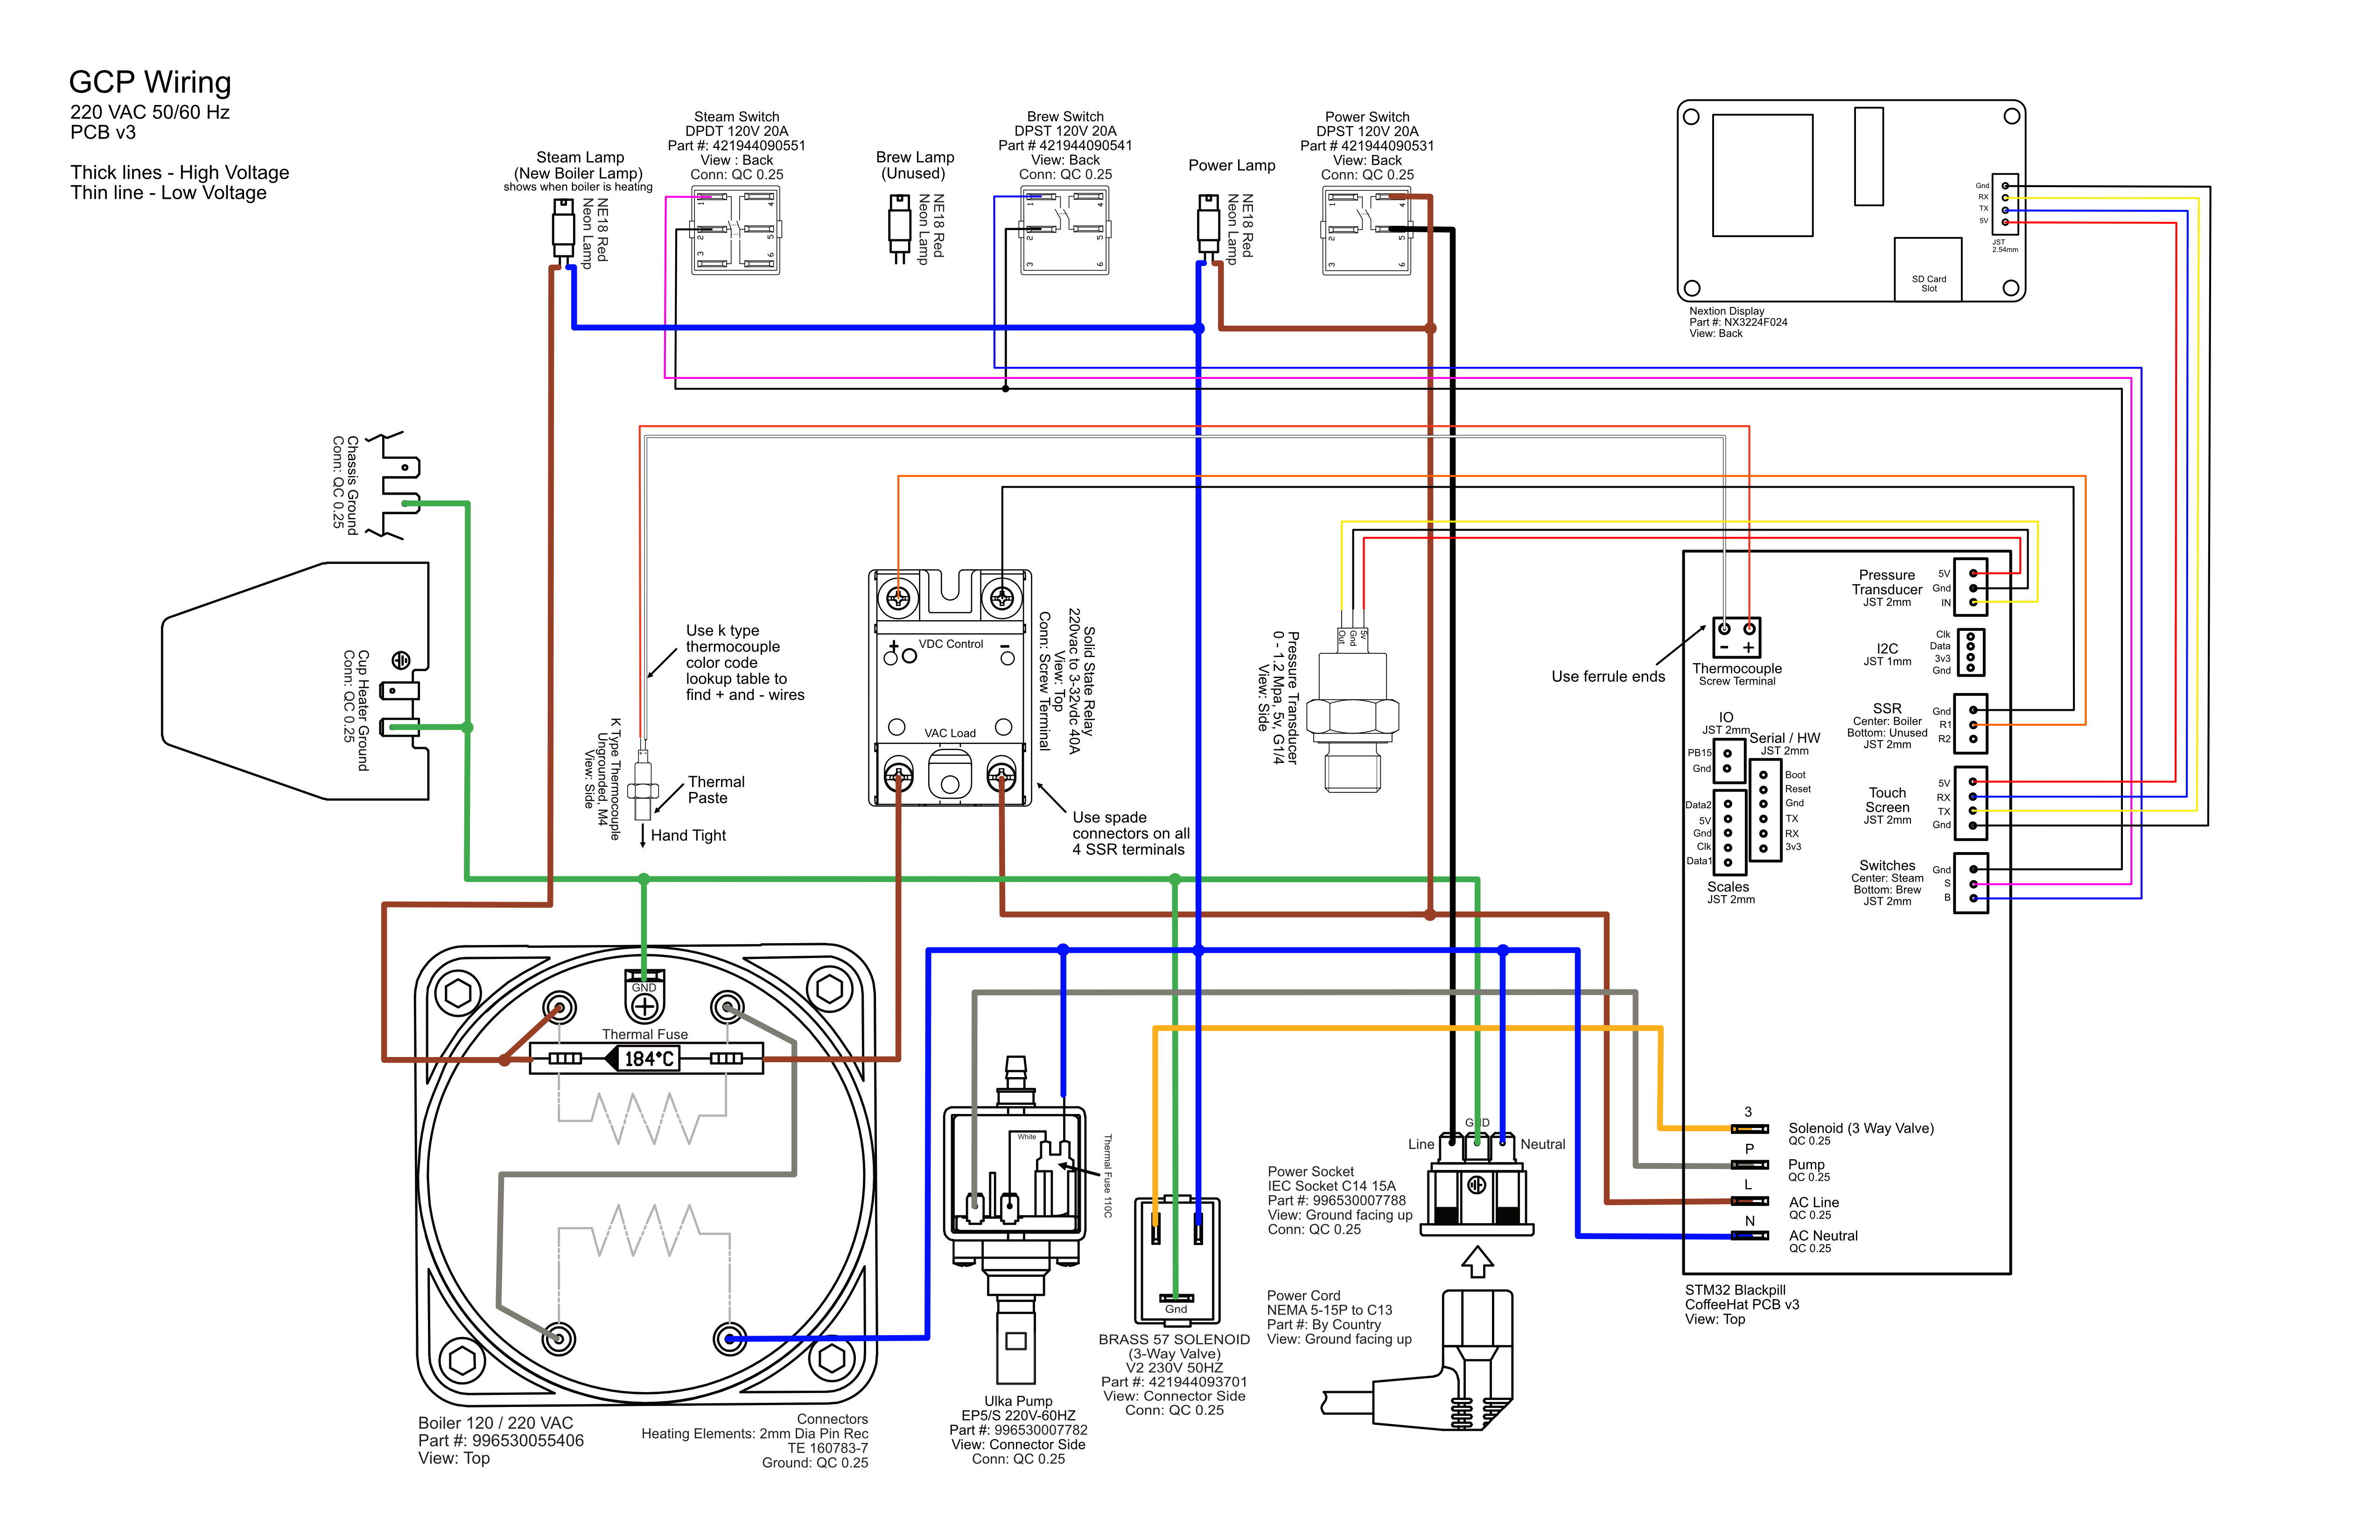 GCP Wiring
220 VAC 50/60 Hz
PCB v3
Thick lines - High Voltage
Thin line - Low Voltage
Steam Lamp
(New Boiler Lamp)
shows when boiler is heating
NE18 Red
Neon Lamp
Steam Switch
DPDT 120V 20A
Part #: 421944090551
View : Back
Conn: QC 0.25
1
2
3
4
5
6
Brew Lamp
(Unused)
NE18 Red
Neon Lamp
Brew Switch
DPST 120V 20A
Part # 421944090541
View: Back
Conn: QC 0.25
1
2
3
4
5
6
Power Lamp
NE18 Red
Neon Lamp
Power Switch
DPST 120V 20A
Part # 421944090531
View: Back
Conn: QC 0.25
1
2
3
4
5
6
Gnd
RX
TX
5V
JST
2.54mm
SD Card
Slot
Nextion Display
Part #: NX3224F024
View: Back
Chassis Ground
Conn: QC 0.25
Cup Heater Ground
Conn: QC 0.25
Use k type
thermocouple
color code
lookup table to
find + and - wires
K Type Thermocouple
Ungrounded, M4
View: Side
Thermal
Paste
Hand Tight
VDC Control
+
-
VAC Load
Solid State Relay
220vac to 3-32vdc 40A
View: Top
Conn: Screw Terminal
Use spade
connectors on all
4 SSR terminals
Out
Gnd
5v
Pressure Transducer
0 - 1.2 Mpa, 5v, G1/4
View: Side
Use ferrule ends
- +
Thermocouple
Screw Terminal
Pressure
Transducer
JST 2mm
5V
Gnd
IN
I2C
JST 1mm
Clk
Data
3v3
Gnd
SSR
Center: Boiler
Bottom: Unused
JST 2mm
Gnd
R1
R2
IO
JST 2mm
PB15
Gnd
Serial / HW
JST 2mm
Boot
Reset
Gnd
TX
RX
3v3
Data2
5V
Gnd
Clk
Data1
Scales
JST 2mm
Touch
Screen
JST 2mm
5V
RX
TX
Gnd
Switches
Center: Steam
Bottom: Brew
JST 2mm
Gnd
S
B
GND
Thermal Fuse
184°C
Boiler 120 / 220 VAC
Part #: 996530055406
View: Top
Connectors
Heating Elements: 2mm Dia Pin Rec
TE 160783-7
Ground: QC 0.25
White
Thermal Fuse 110C
Ulka Pump
EP5/S 220V-60HZ
Part #: 996530007782
View: Connector Side
Conn: QC 0.25
Gnd
BRASS 57 SOLENOID
(3-Way Valve)
V2 230V 50HZ
Part #: 421944093701
View: Connector Side
Conn: QC 0.25
Line
GND
Neutral
Power Socket
IEC Socket C14 15A
Part #: 996530007788
View: Ground facing up
Conn: QC 0.25
Power Cord
NEMA 5-15P to C13
Part #: By Country
View: Ground facing up
3
Solenoid (3 Way Valve)
QC 0.25
P
Pump
QC 0.25
L
AC Line
QC 0.25
N
AC Neutral
QC 0.25
STM32 Blackpill
CoffeeHat PCB v3
View: Top